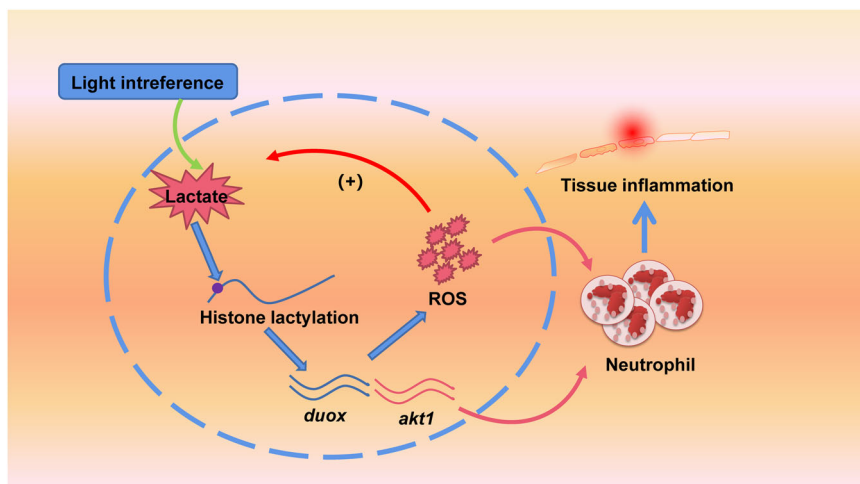 Light intreference
Lactate
(+)
Tissue inflammation
ROS
Histone lactylation
Neutrophil
duox
akt1